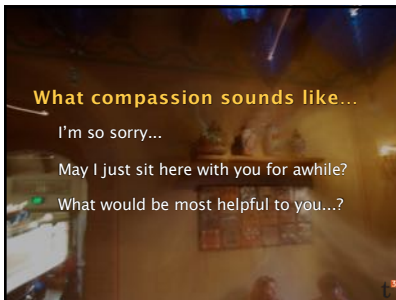 What compassion sounds like...
I'm so sorry...
May I just sit here with you for awhile?
What would be most helpful to you...?
t3